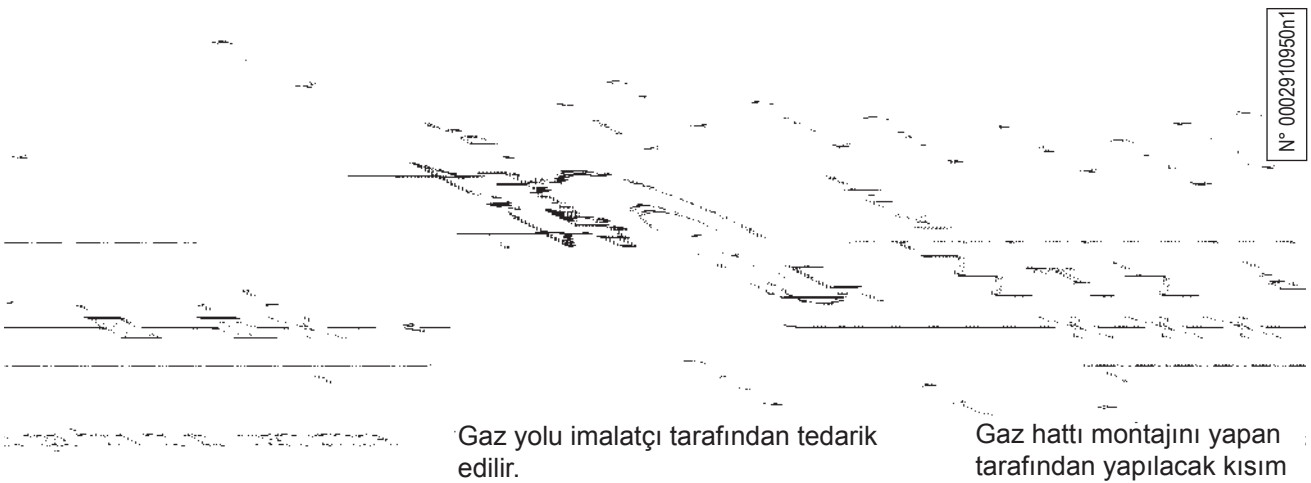 N° 0002910950n1
Gaz yolu imalatçı tarafından tedarik
edilir.
Gaz hattı montajını yapan
tarafından yapılacak kısım